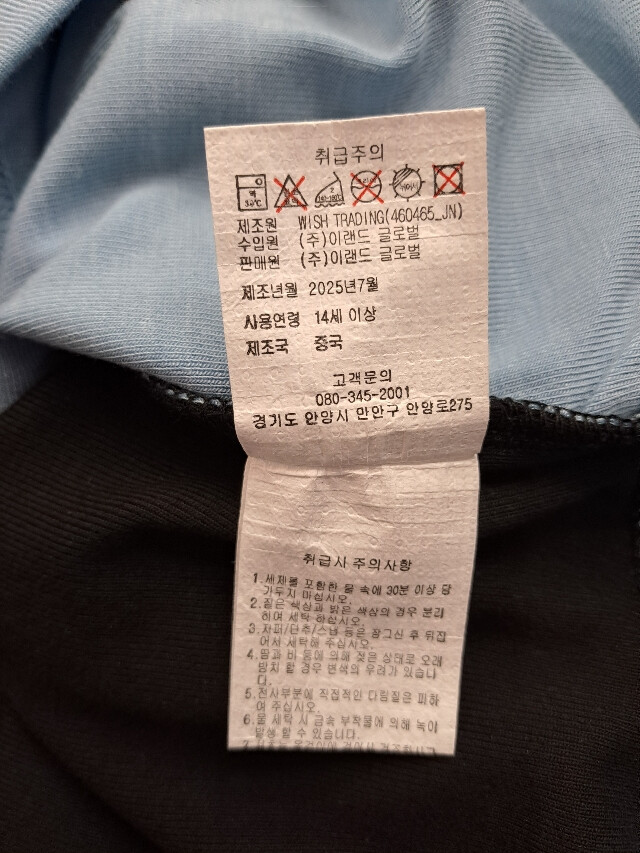 취급주의
약 30℃
제조원 WISH TRADING(460465_JN)
수입원 (주)이랜드 글로벌
판매원 (주)이랜드 글로벌
제조년월 2025년7월
사용연령 14세 이상
제조국 중국
고객문의
080-345-2001
경기도 안양시 만안구 안양로275
취급시 주의사항
1.세제를 포함한 물 속에 30분 이상 담
가두지 마십시오.
2.짙은 색상과 밝은 색상의 경우 분리
하여 세탁 하십시오.
3.지퍼/단추/스냅 등은 잠그신 후 뒤집
어서 세탁해 주십시오.
4.땀과 비 등에 의해 젖은 상태로 오래
방치 할 경우 변색의 우려가 있습니
다.
5.전사부분에 직접적인 다림질은 피하
여 주십시오.
6.물 세탁 시 금속 부착물에 의해 녹이
발생 할 수 있습니다.